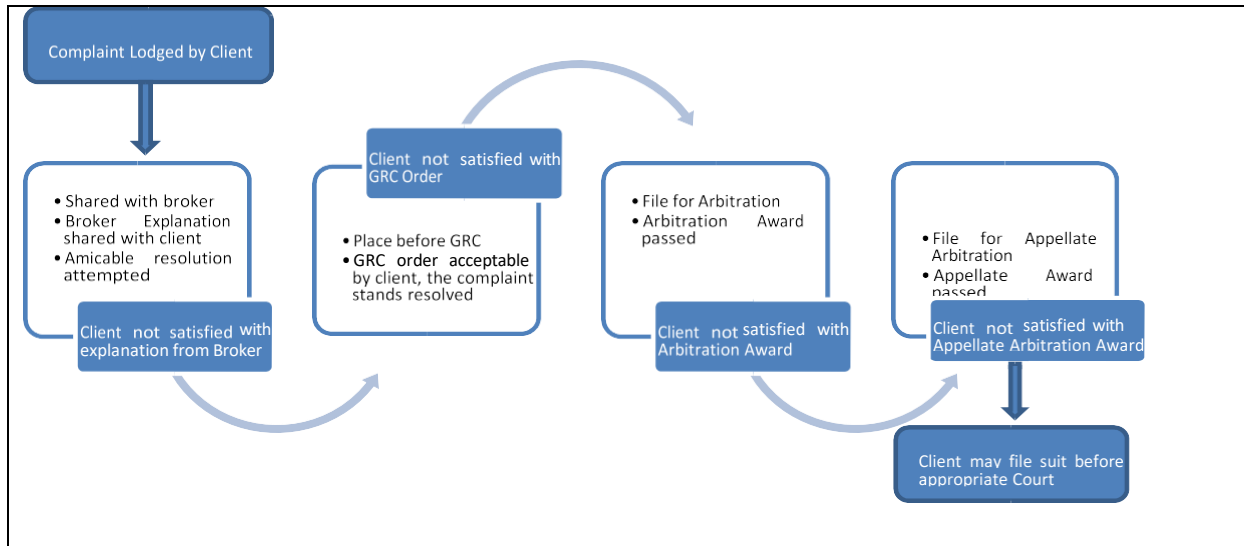 Complaint Lodged by Client
• Shared with broker
• Broker Explanation
shared with client
• Amicable resolution
attempted
Client not satisfied with
explanation from Broker
Client not satisfied with
GRC Order
• Place before GRC
• GRC order acceptable
by client, the complaint
stands resolved
• File for Arbitration
• Arbitration Award
passed
Client not satisfied with
Arbitration Award
• File for Appellate
Arbitration
• Appellate Award
passed
Client not satisfied with
Appellate Arbitration Award
Client may file suit before
appropriate Court